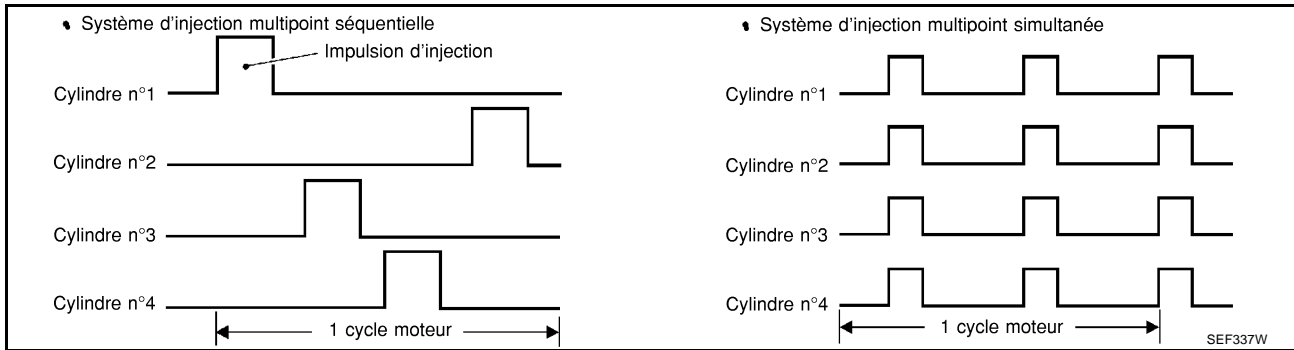 • Système d'injection multipoint séquentielle
Impulsion d'injection
Cylindre n°1
Cylindre n°2
Cylindre n°3
Cylindre n°4
1 cycle moteur
• Système d'injection multipoint simultanée
Cylindre n°1
Cylindre n°2
Cylindre n°3
Cylindre n°4
1 cycle moteur
SEF337W